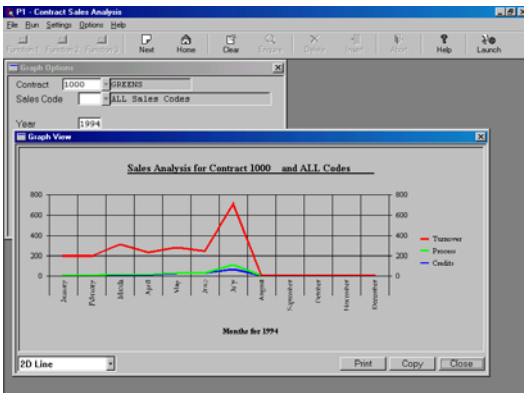 P1 - Contract Sales Analysis
File Run Settings Options Help
Function1 Function2 Function3 Next Home Clear Enquire Delete Insert Abort Help Launch
Graph Options
Contract 1000 GREENS
Sales Code ALL Sales Codes
Year 1994
Graph View
Sales Analysis for Contract 1000 and ALL Codes
800 800
600 600
400 400
200 200
0 0
Turnover
Process
Credits
January February March April May June July August September October November December
Months for 1994
2D Line Print Copy Close